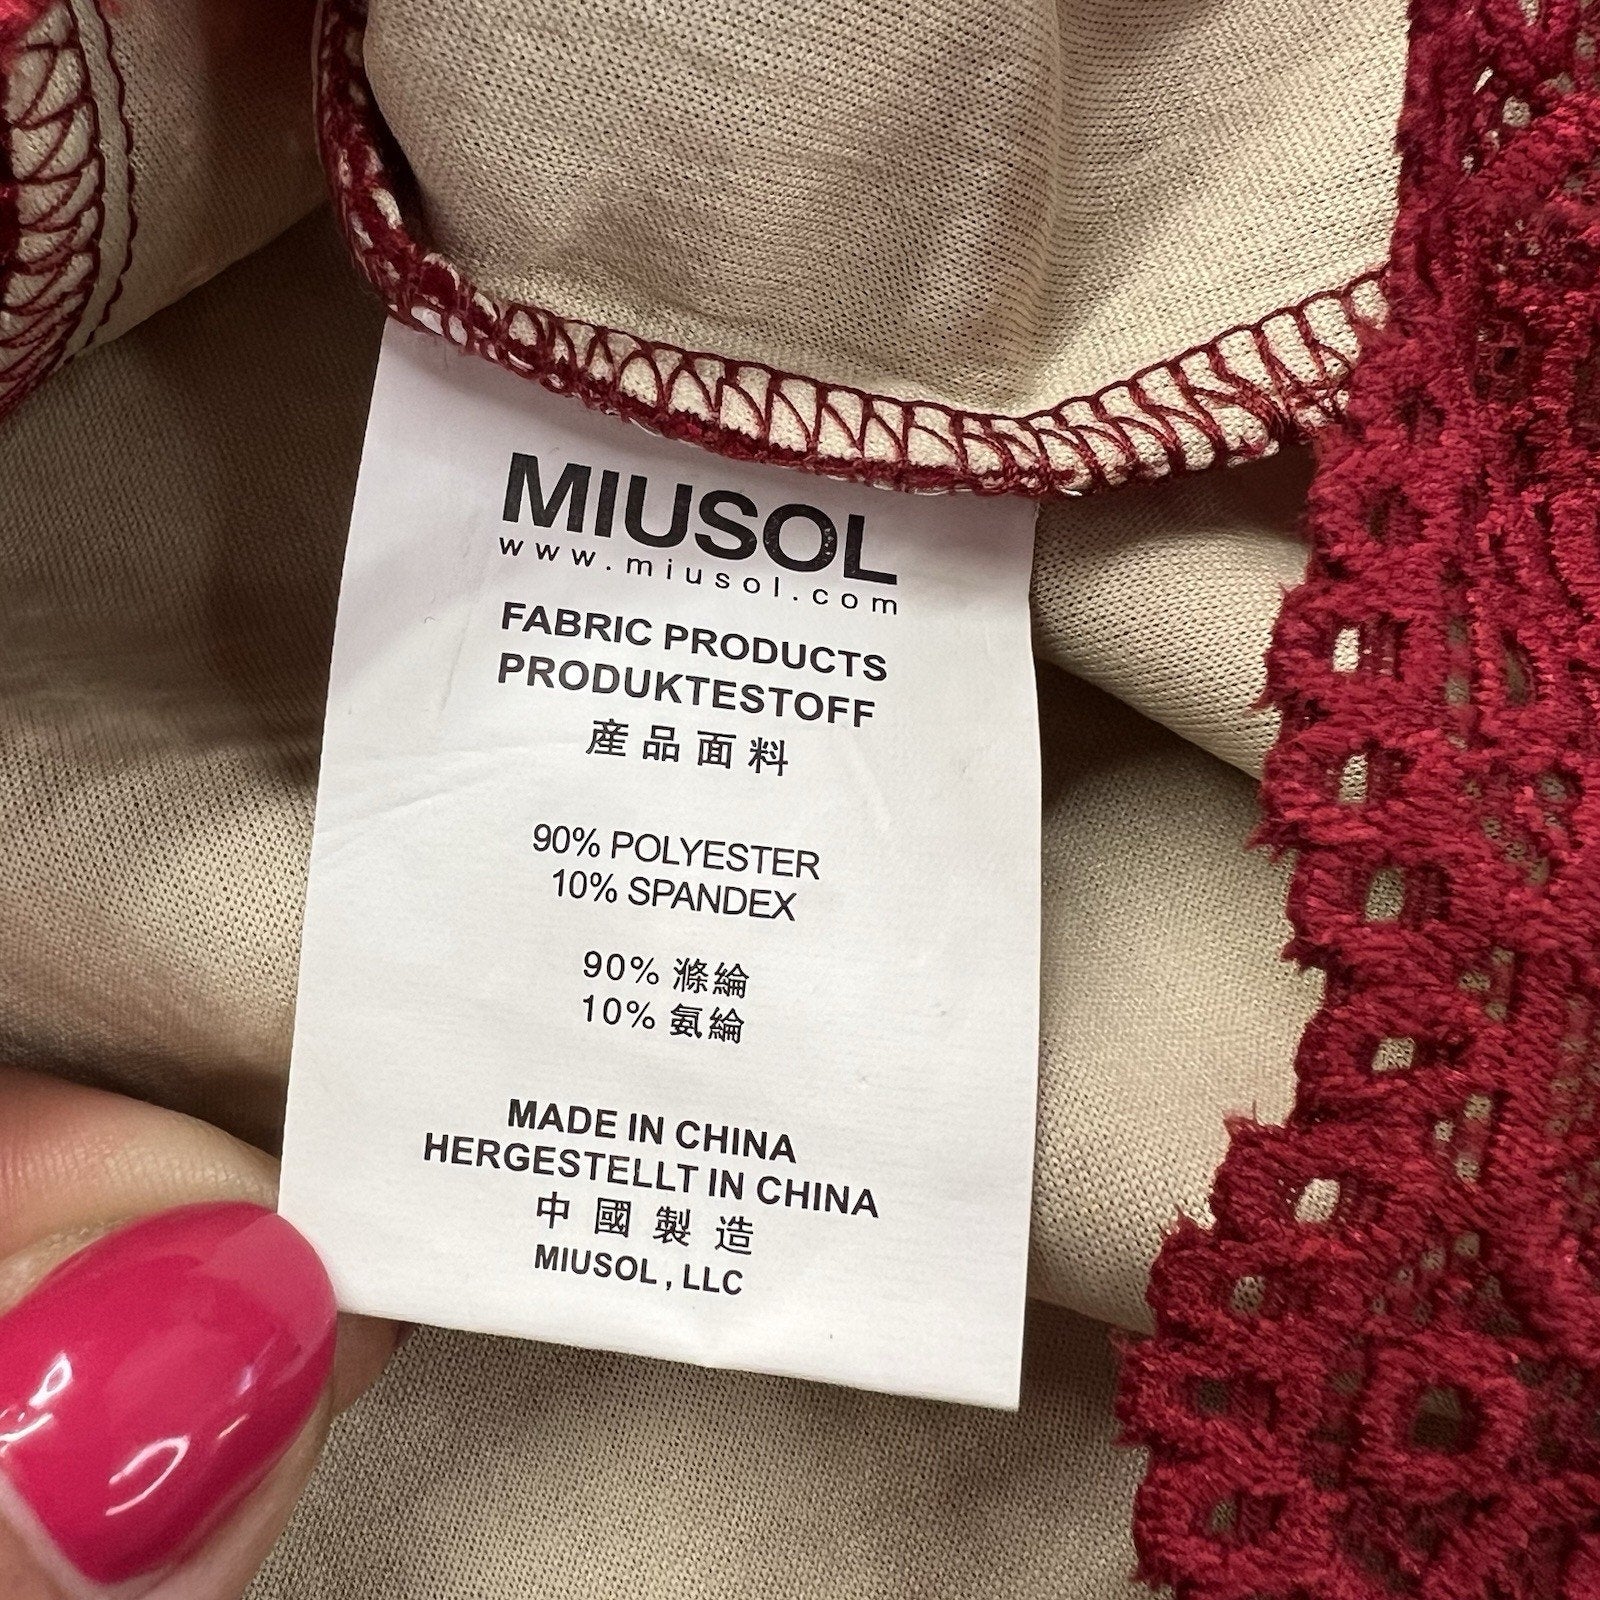 MIUSOL
www.miusol.com
FABRIC PRODUCTS
PRODUKTESTOFF
産品面料
90% POLYESTER
10% SPANDEX
90% 滌綸
10% 氨綸
MADE IN CHINA
HERGESTELLT IN CHINA
中國製造
MIUSOL, LLC